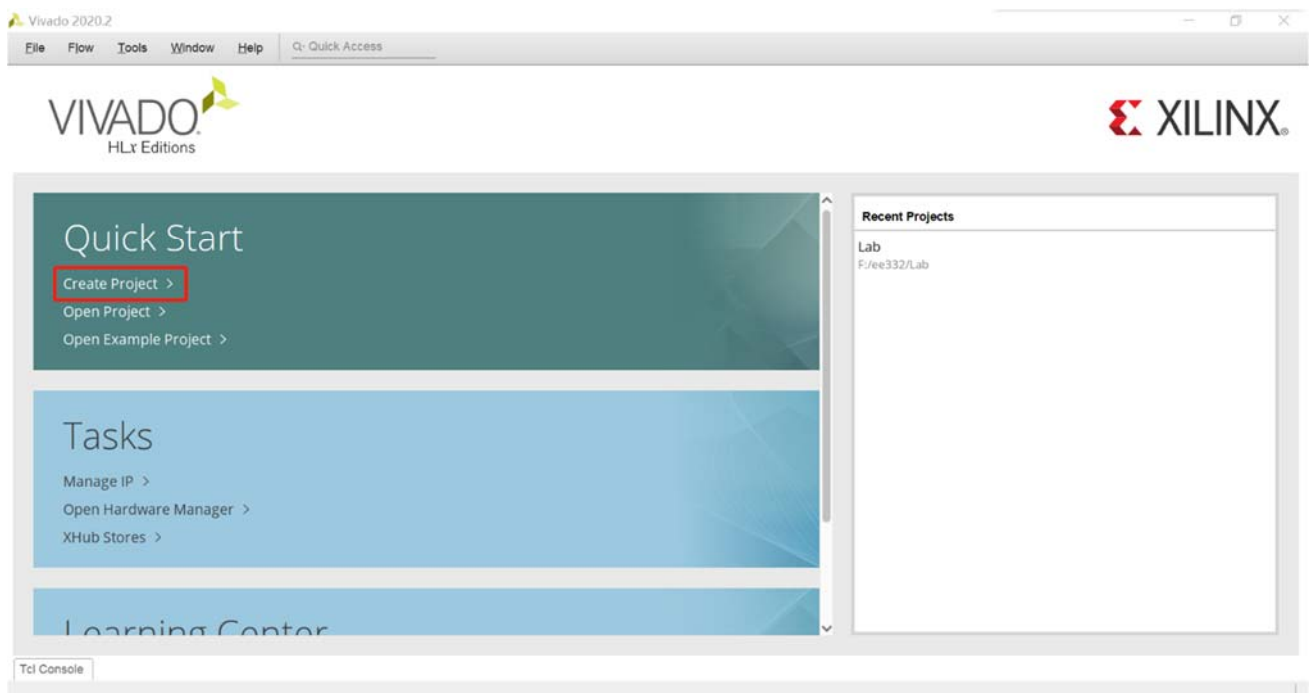 Vivado 2020.2
File Flow Tools Window Help Quick Access
VIVADO.
HLx Editions
XILINX®
Quick Start
Create Project >
Open Project >
Open Example Project >
Recent Projects
Lab
F:/ee332/Lab
Tasks
Manage IP >
Open Hardware Manager >
XHub Stores >
Learning Center
Tcl Console